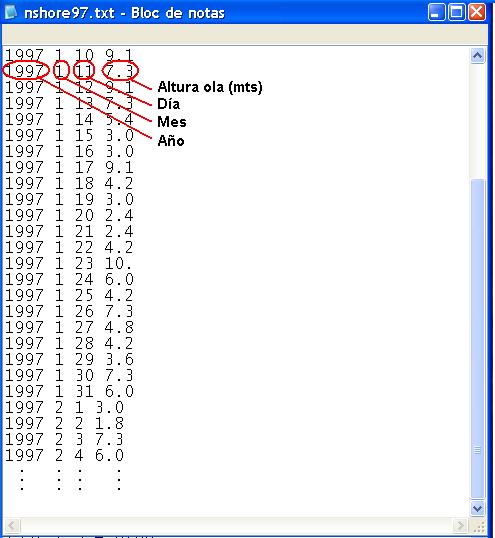 nshore97.txt - Bloc de notas
1997 1 10 9.1
1997 1 11 7.3
1997 1 12 9.1
Altura ola (mts)
1997 1 13 7.3
Día
1997 1 14 5.4
Mes
1997 1 15 3.0
Año
1997 1 16 3.0
1997 1 17 9.1
1997 1 18 4.2
1997 1 19 3.0
1997 1 20 2.4
1997 1 21 2.4
1997 1 22 4.2
1997 1 23 10.
1997 1 24 6.0
1997 1 25 4.2
1997 1 26 7.3
1997 1 27 4.8
1997 1 28 4.2
1997 1 29 3.6
1997 1 30 7.3
1997 1 31 6.0
1997 2 1 3.0
1997 2 2 1.8
1997 2 3 7.3
1997 2 4 6.0